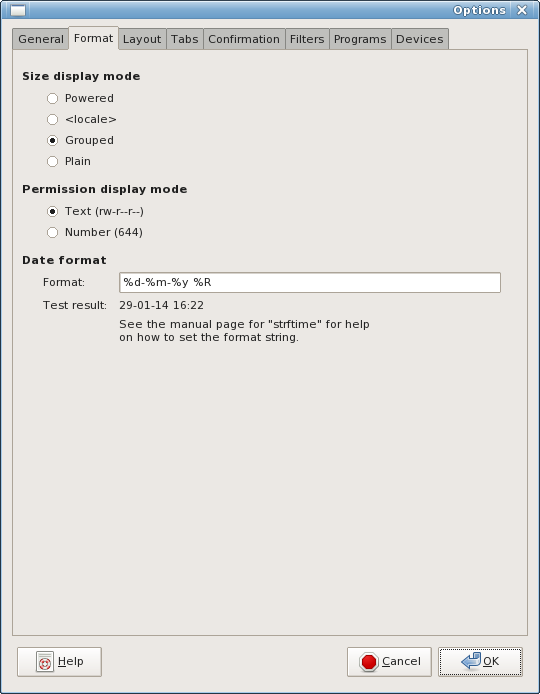 Options
General Format Layout Tabs Confirmation Filters Programs Devices
Size display mode
Powered
<locale>
Grouped
Plain
Permission display mode
Text (rw-r--r--)
Number (644)
Date format
Format: %d-%m-%y %R
Test result: 29-01-14 16:22
See the manual page for "strftime" for help
on how to set the format string.
Help Cancel OK